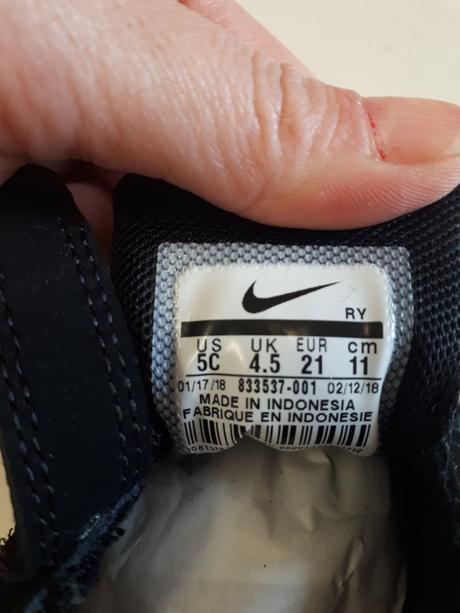 RY
US UK EUR cm
5C 4.5 21 11
01/17/18 833537-001 02/12/18
MADE IN INDONESIA
FABRIQUE EN INDONESIE